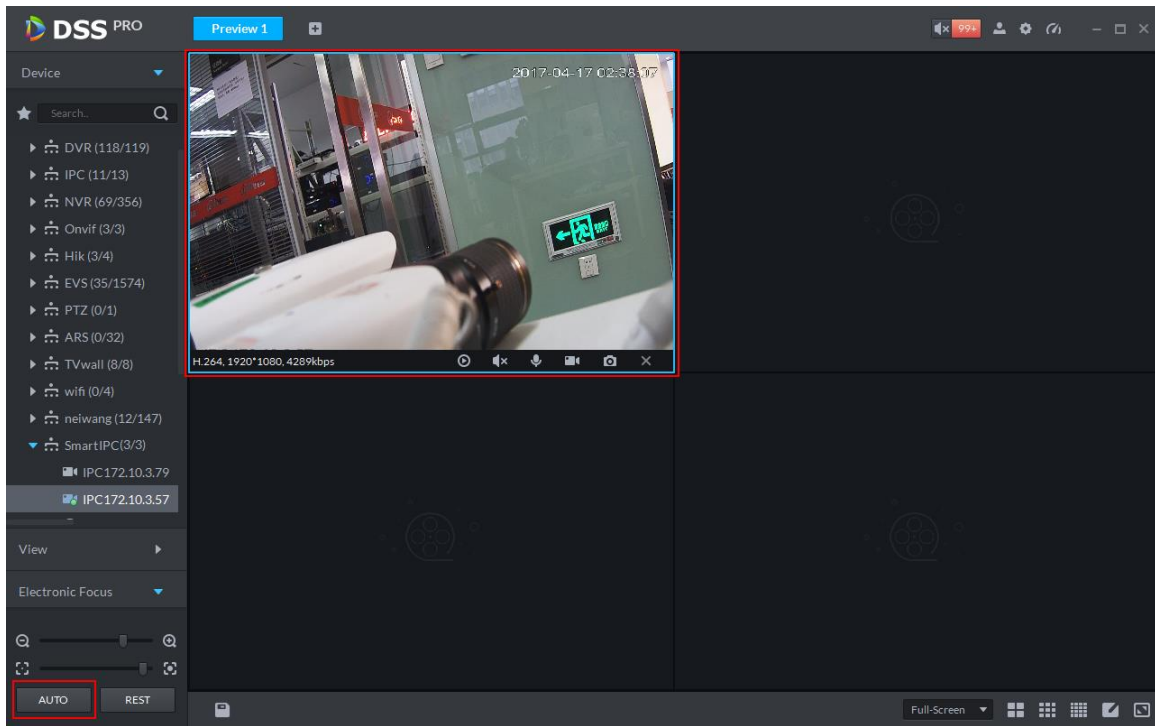 DSS PRO
Preview 1
99+
Device
Search..
DVR (118/119)
IPC (11/13)
NVR (69/356)
Onvif (3/3)
Hik (3/4)
EVS (35/1574)
PTZ (0/1)
ARS (0/32)
TVwall (8/8)
wifi (0/4)
neiwang (12/147)
SmartIPC(3/3)
IPC172.10.3.79
IPC172.10.3.57
View
Electronic Focus
AUTO
REST
2017-04-17 02:38:07
H.264, 1920*1080, 4289kbps
Full-Screen